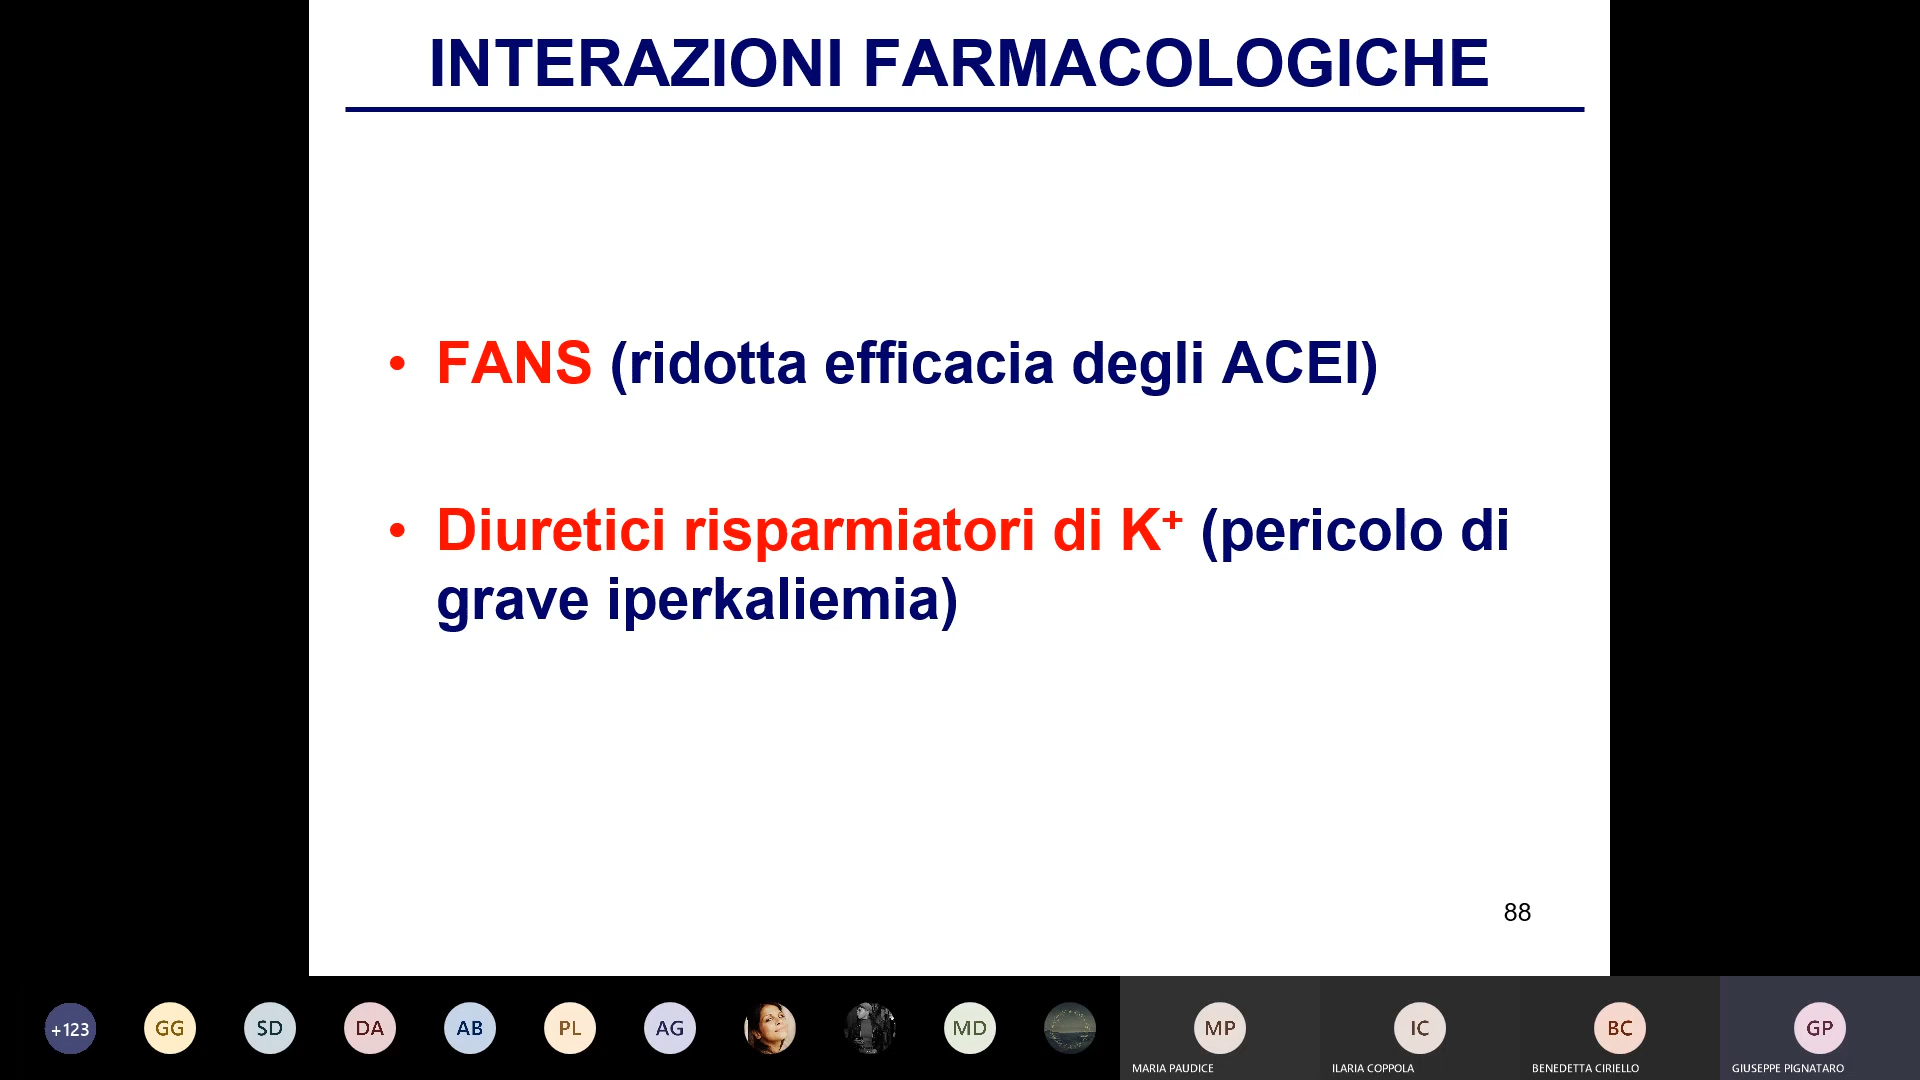 INTERAZIONI FARMACOLOGICHE
• FANS (ridotta efficacia degli ACEI)
• Diuretici risparmiatori di K⁺ (pericolo di
grave iperkaliemia)
88
+123
GG
SD
DA
AB
PL
AG
MD
MP
IC
BC
GP
MARIA PAUDICE
ILARIA COPPOLA
BENEDETTA CIRIELLO
GIUSEPPE PIGNATARO